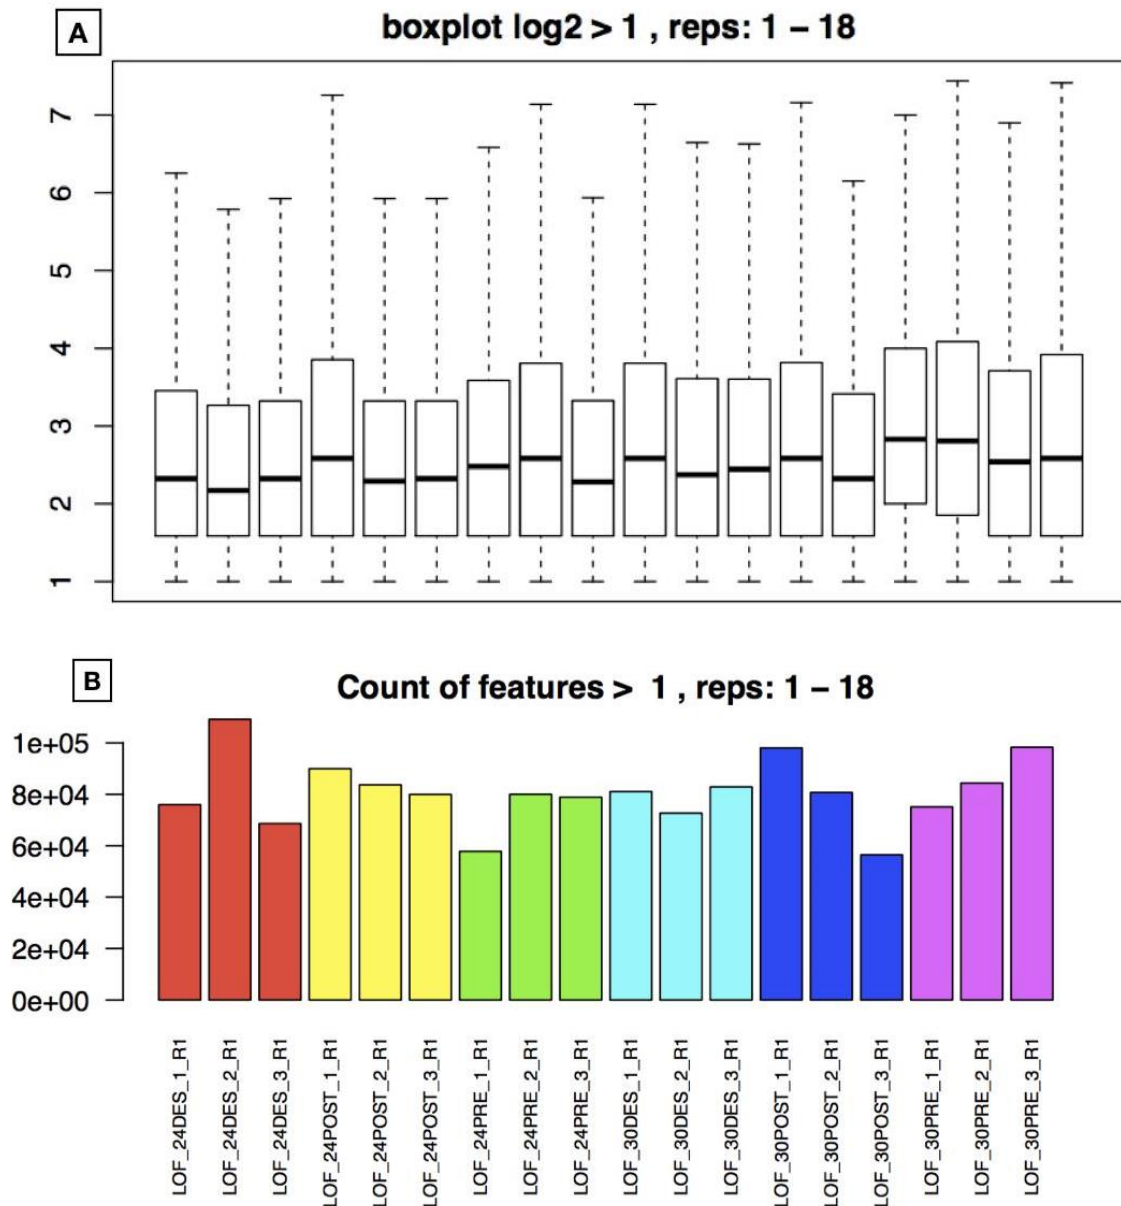 A
boxplot log2 > 1 , reps: 1 – 18
7
6
5
4
3
2
1
B
Count of features > 1 , reps: 1 – 18
1e+05
8e+04
6e+04
4e+04
2e+04
0e+00
LOF_24DES_1_R1
LOF_24DES_2_R1
LOF_24DES_3_R1
LOF_24POST_1_R1
LOF_24POST_2_R1
LOF_24POST_3_R1
LOF_24PRE_1_R1
LOF_24PRE_2_R1
LOF_24PRE_3_R1
LOF_30DES_1_R1
LOF_30DES_2_R1
LOF_30DES_3_R1
LOF_30POST_1_R1
LOF_30POST_2_R1
LOF_30POST_3_R1
LOF_30PRE_1_R1
LOF_30PRE_2_R1
LOF_30PRE_3_R1